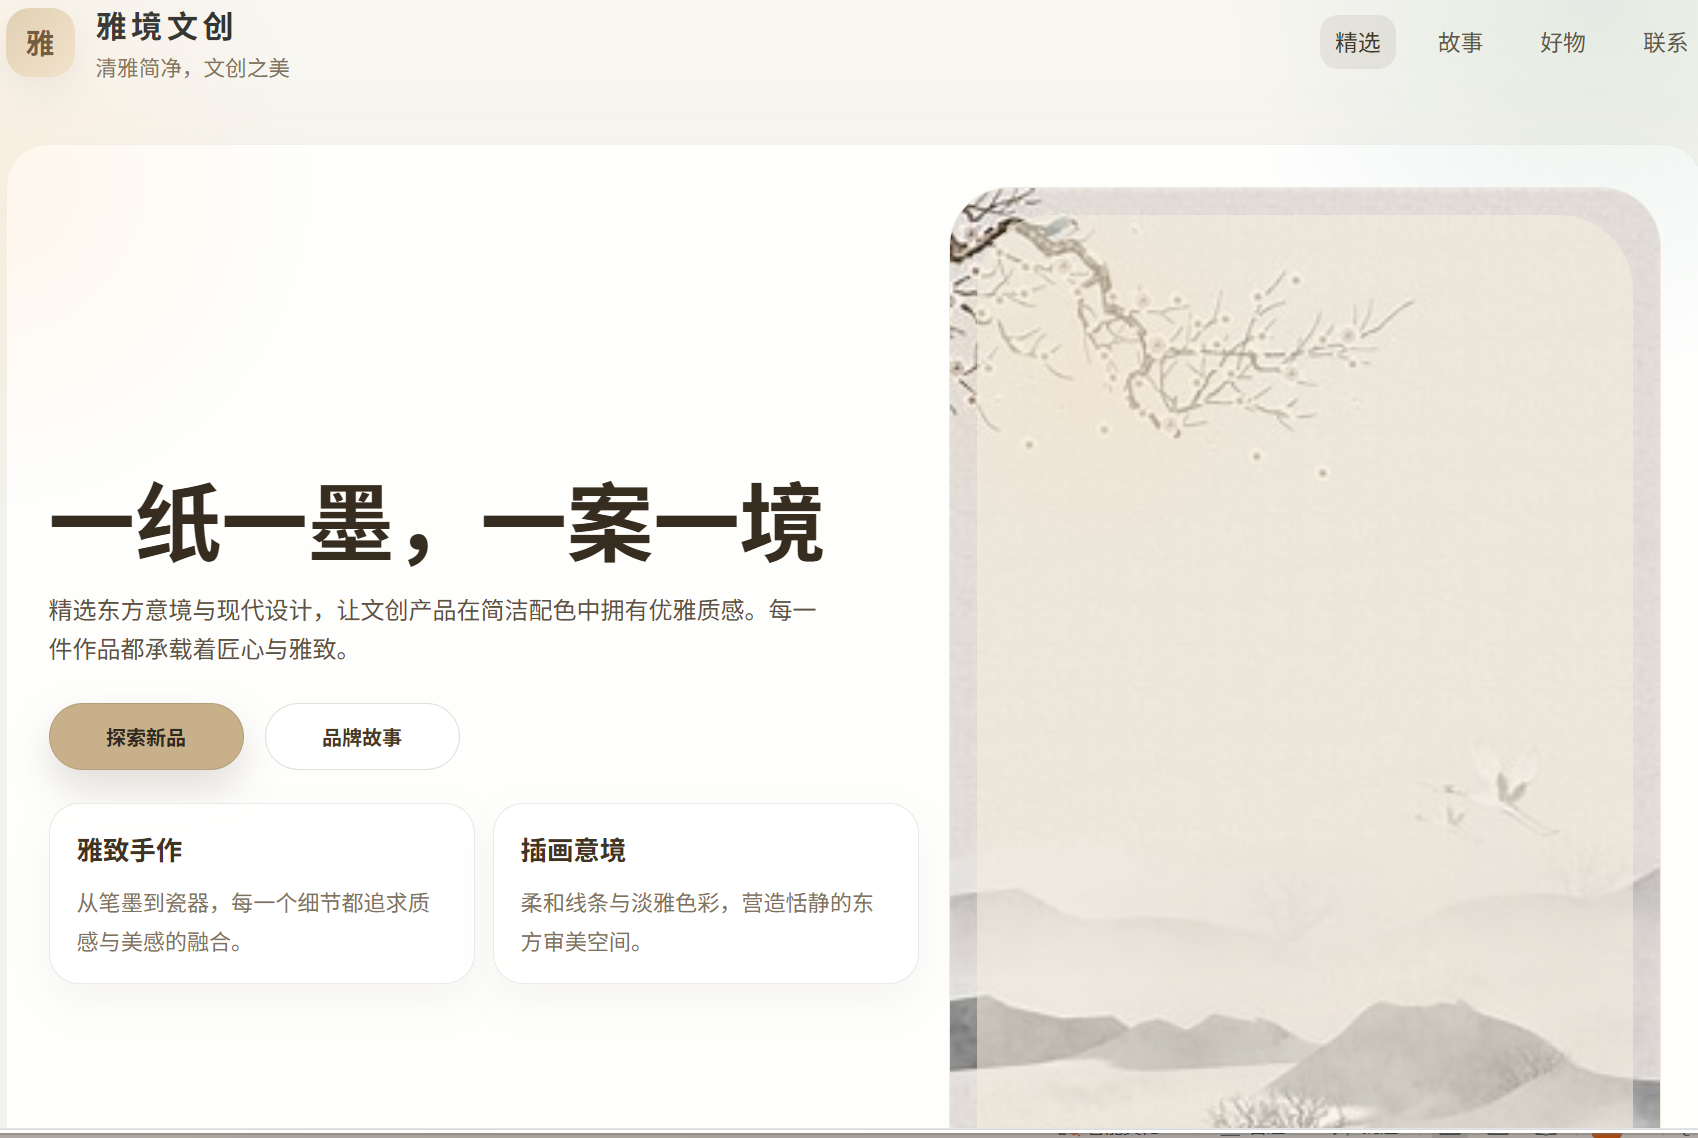 雅
雅境文创
清雅简净，文创之美
精选
故事
好物
联系
一纸一墨，一案一境
精选东方意境与现代设计，让文创产品在简洁配色中拥有优雅质感。每一
件作品都承载着匠心与雅致。
探索新品
品牌故事
雅致手作
从笔墨到瓷器，每一个细节都追求质
感与美感的融合。
插画意境
柔和线条与淡雅色彩，营造恬静的东
方审美空间。